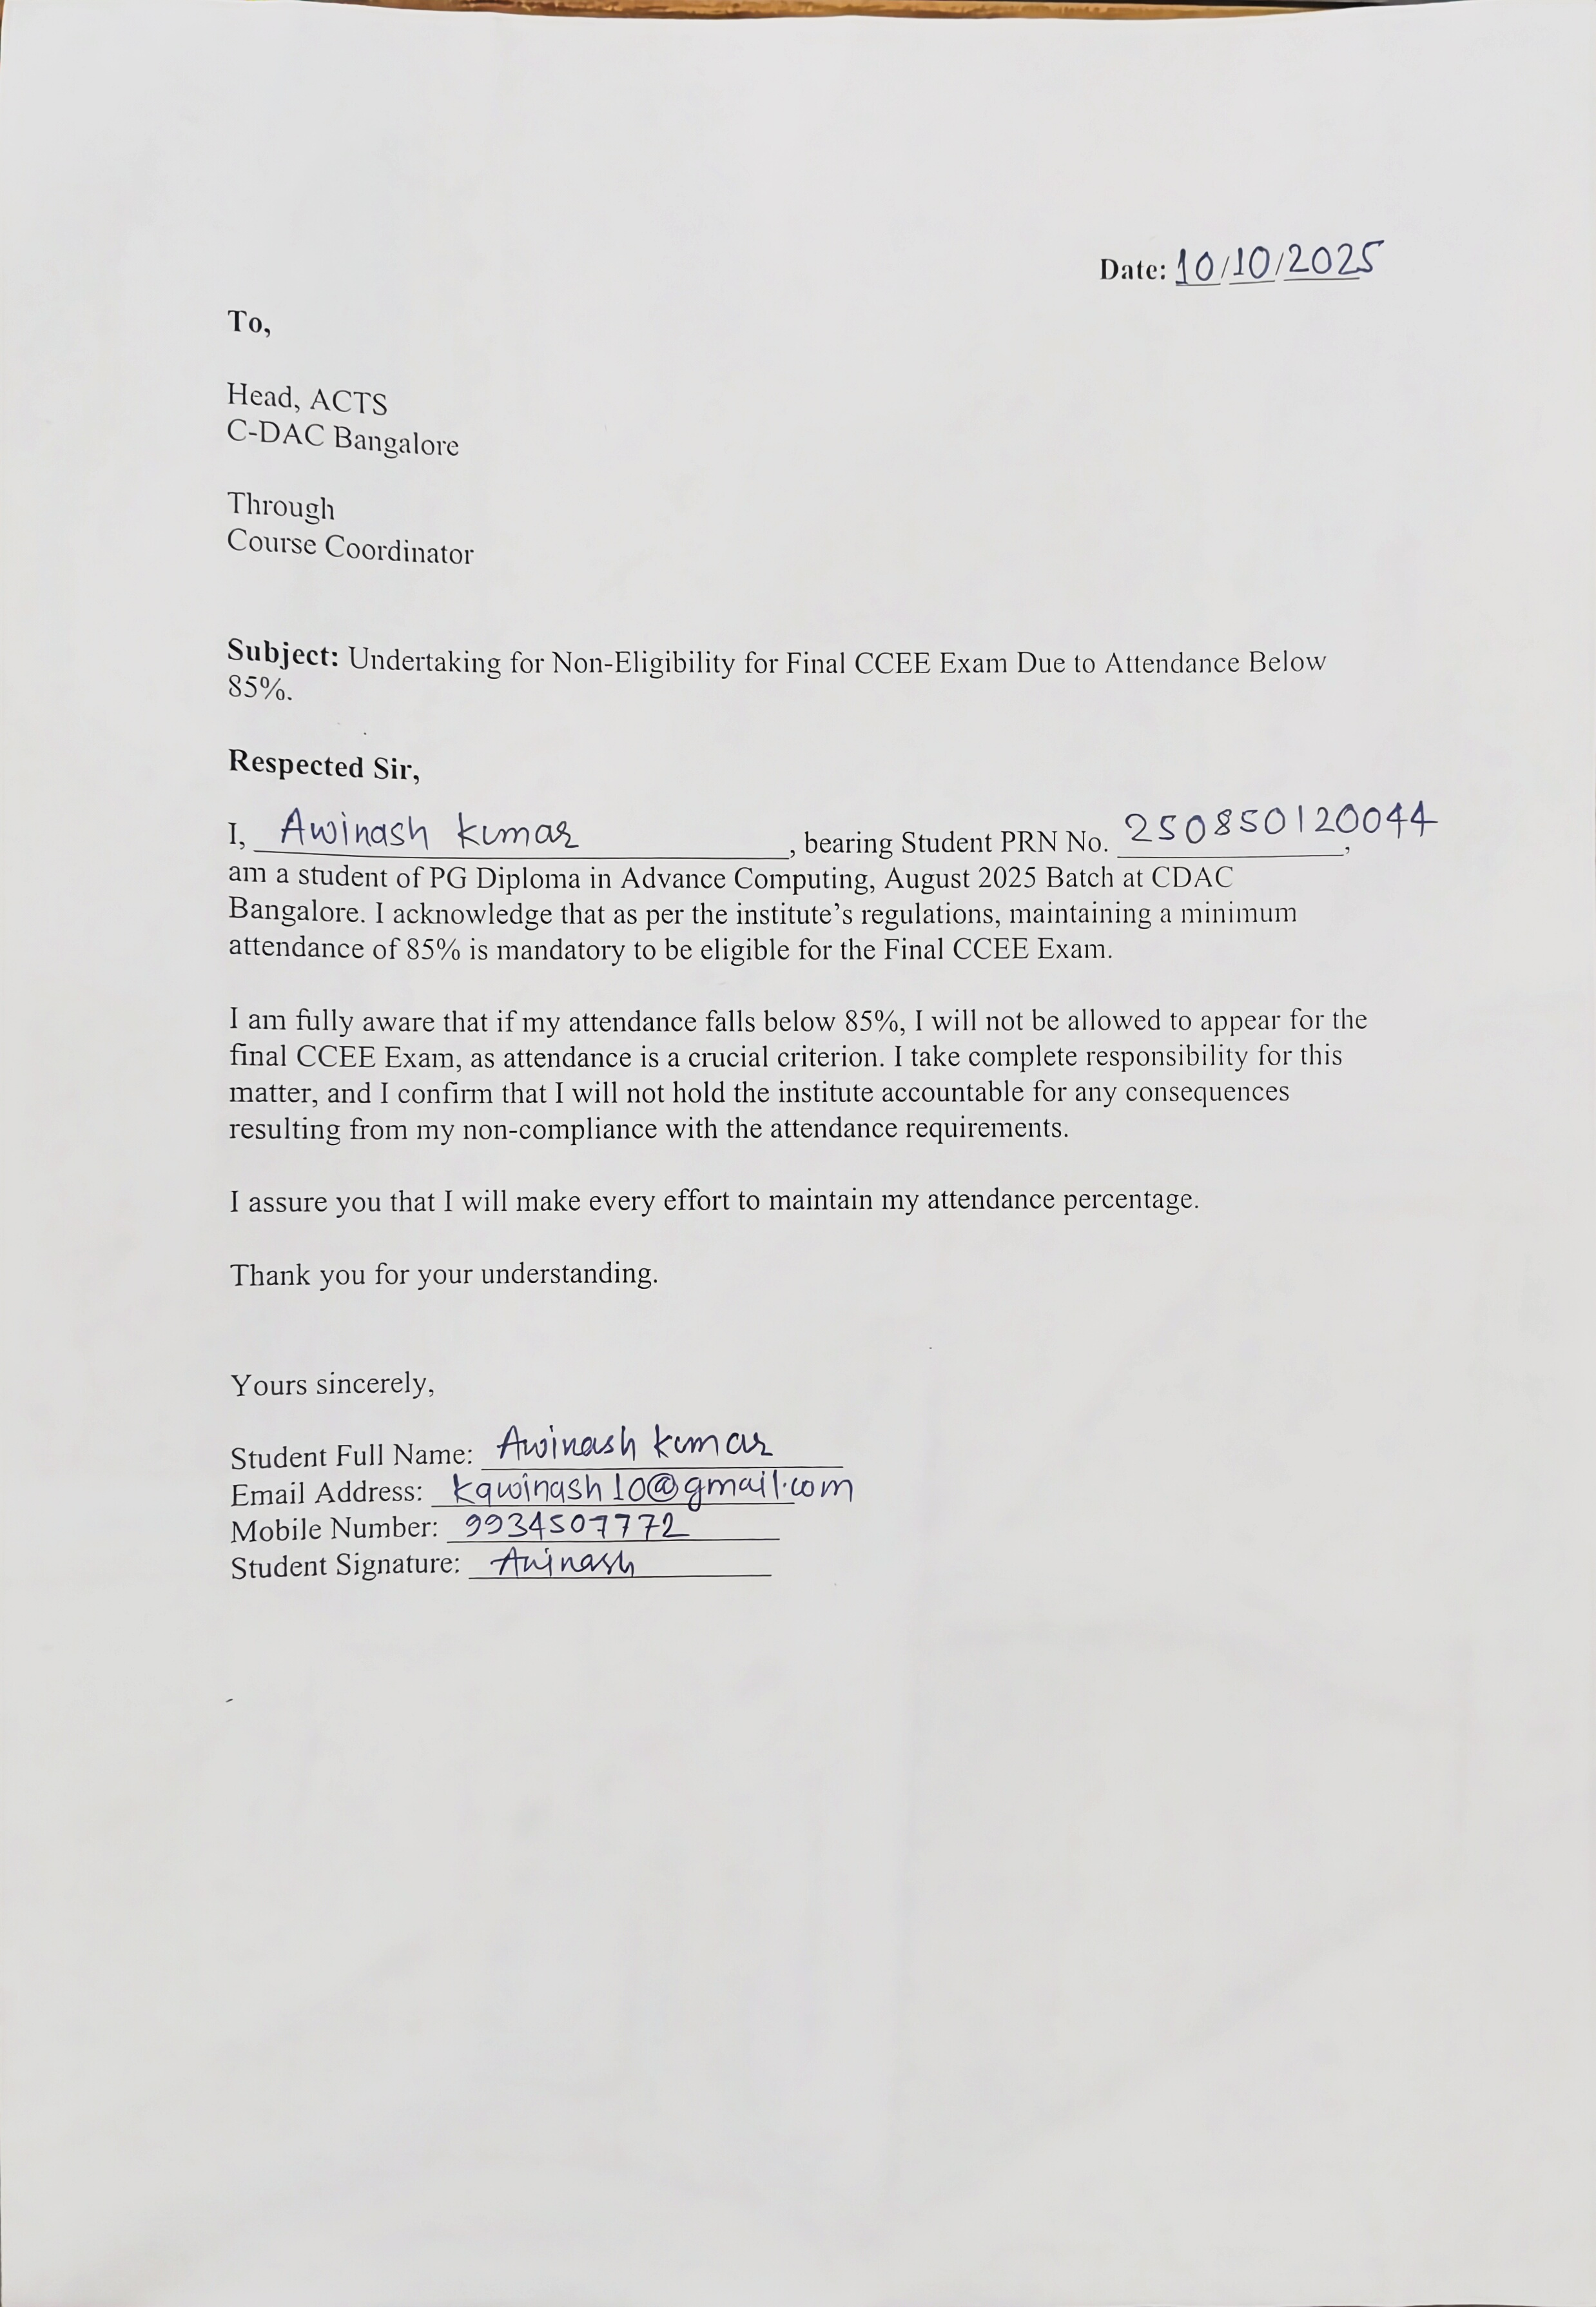 Date: 10/10/2025
To,
Head, ACTS
C-DAC Bangalore
Through
Course Coordinator
Subject: Undertaking for Non-Eligibility for Final CCEE Exam Due to Attendance Below
85%.
Respected Sir,
I, Awinash kumar, bearing Student PRN No. 250850120044,
am a student of PG Diploma in Advance Computing, August 2025 Batch at CDAC
Bangalore. I acknowledge that as per the institute's regulations, maintaining a minimum
attendance of 85% is mandatory to be eligible for the Final CCEE Exam.
I am fully aware that if my attendance falls below 85%, I will not be allowed to appear for the
final CCEE Exam, as attendance is a crucial criterion. I take complete responsibility for this
matter, and I confirm that I will not hold the institute accountable for any consequences
resulting from my non-compliance with the attendance requirements.
I assure you that I will make every effort to maintain my attendance percentage.
Thank you for your understanding.
Yours sincerely,
Student Full Name: Awinash kumar
Email Address: kawinash10@gmail.com
Mobile Number: 9934507772
Student Signature: Awinash